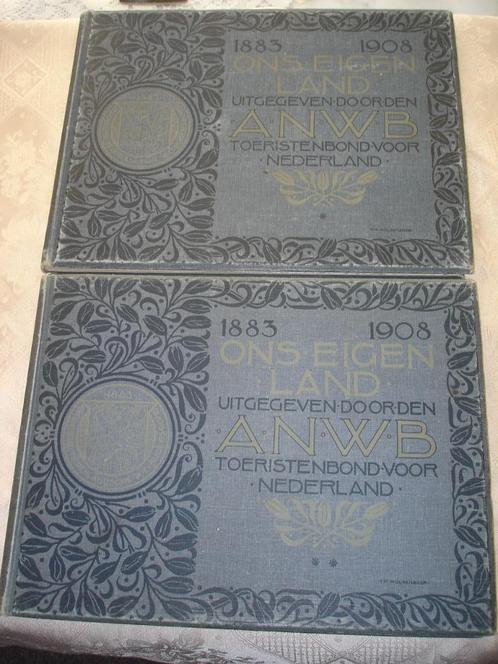 1883 1908
ONS·EIGEN
LAND
UITGEGEVEN·DOOR·DEN
A·N·W·B
TOERISTENBOND·VOOR
·NEDERLAND·
*
1883 1908
ONS·EIGEN
·LAND·
UITGEGEVEN·DOOR·DEN
·A·N·W·B·
TOERISTENBOND·VOOR
·NEDERLAND·
* *
1883